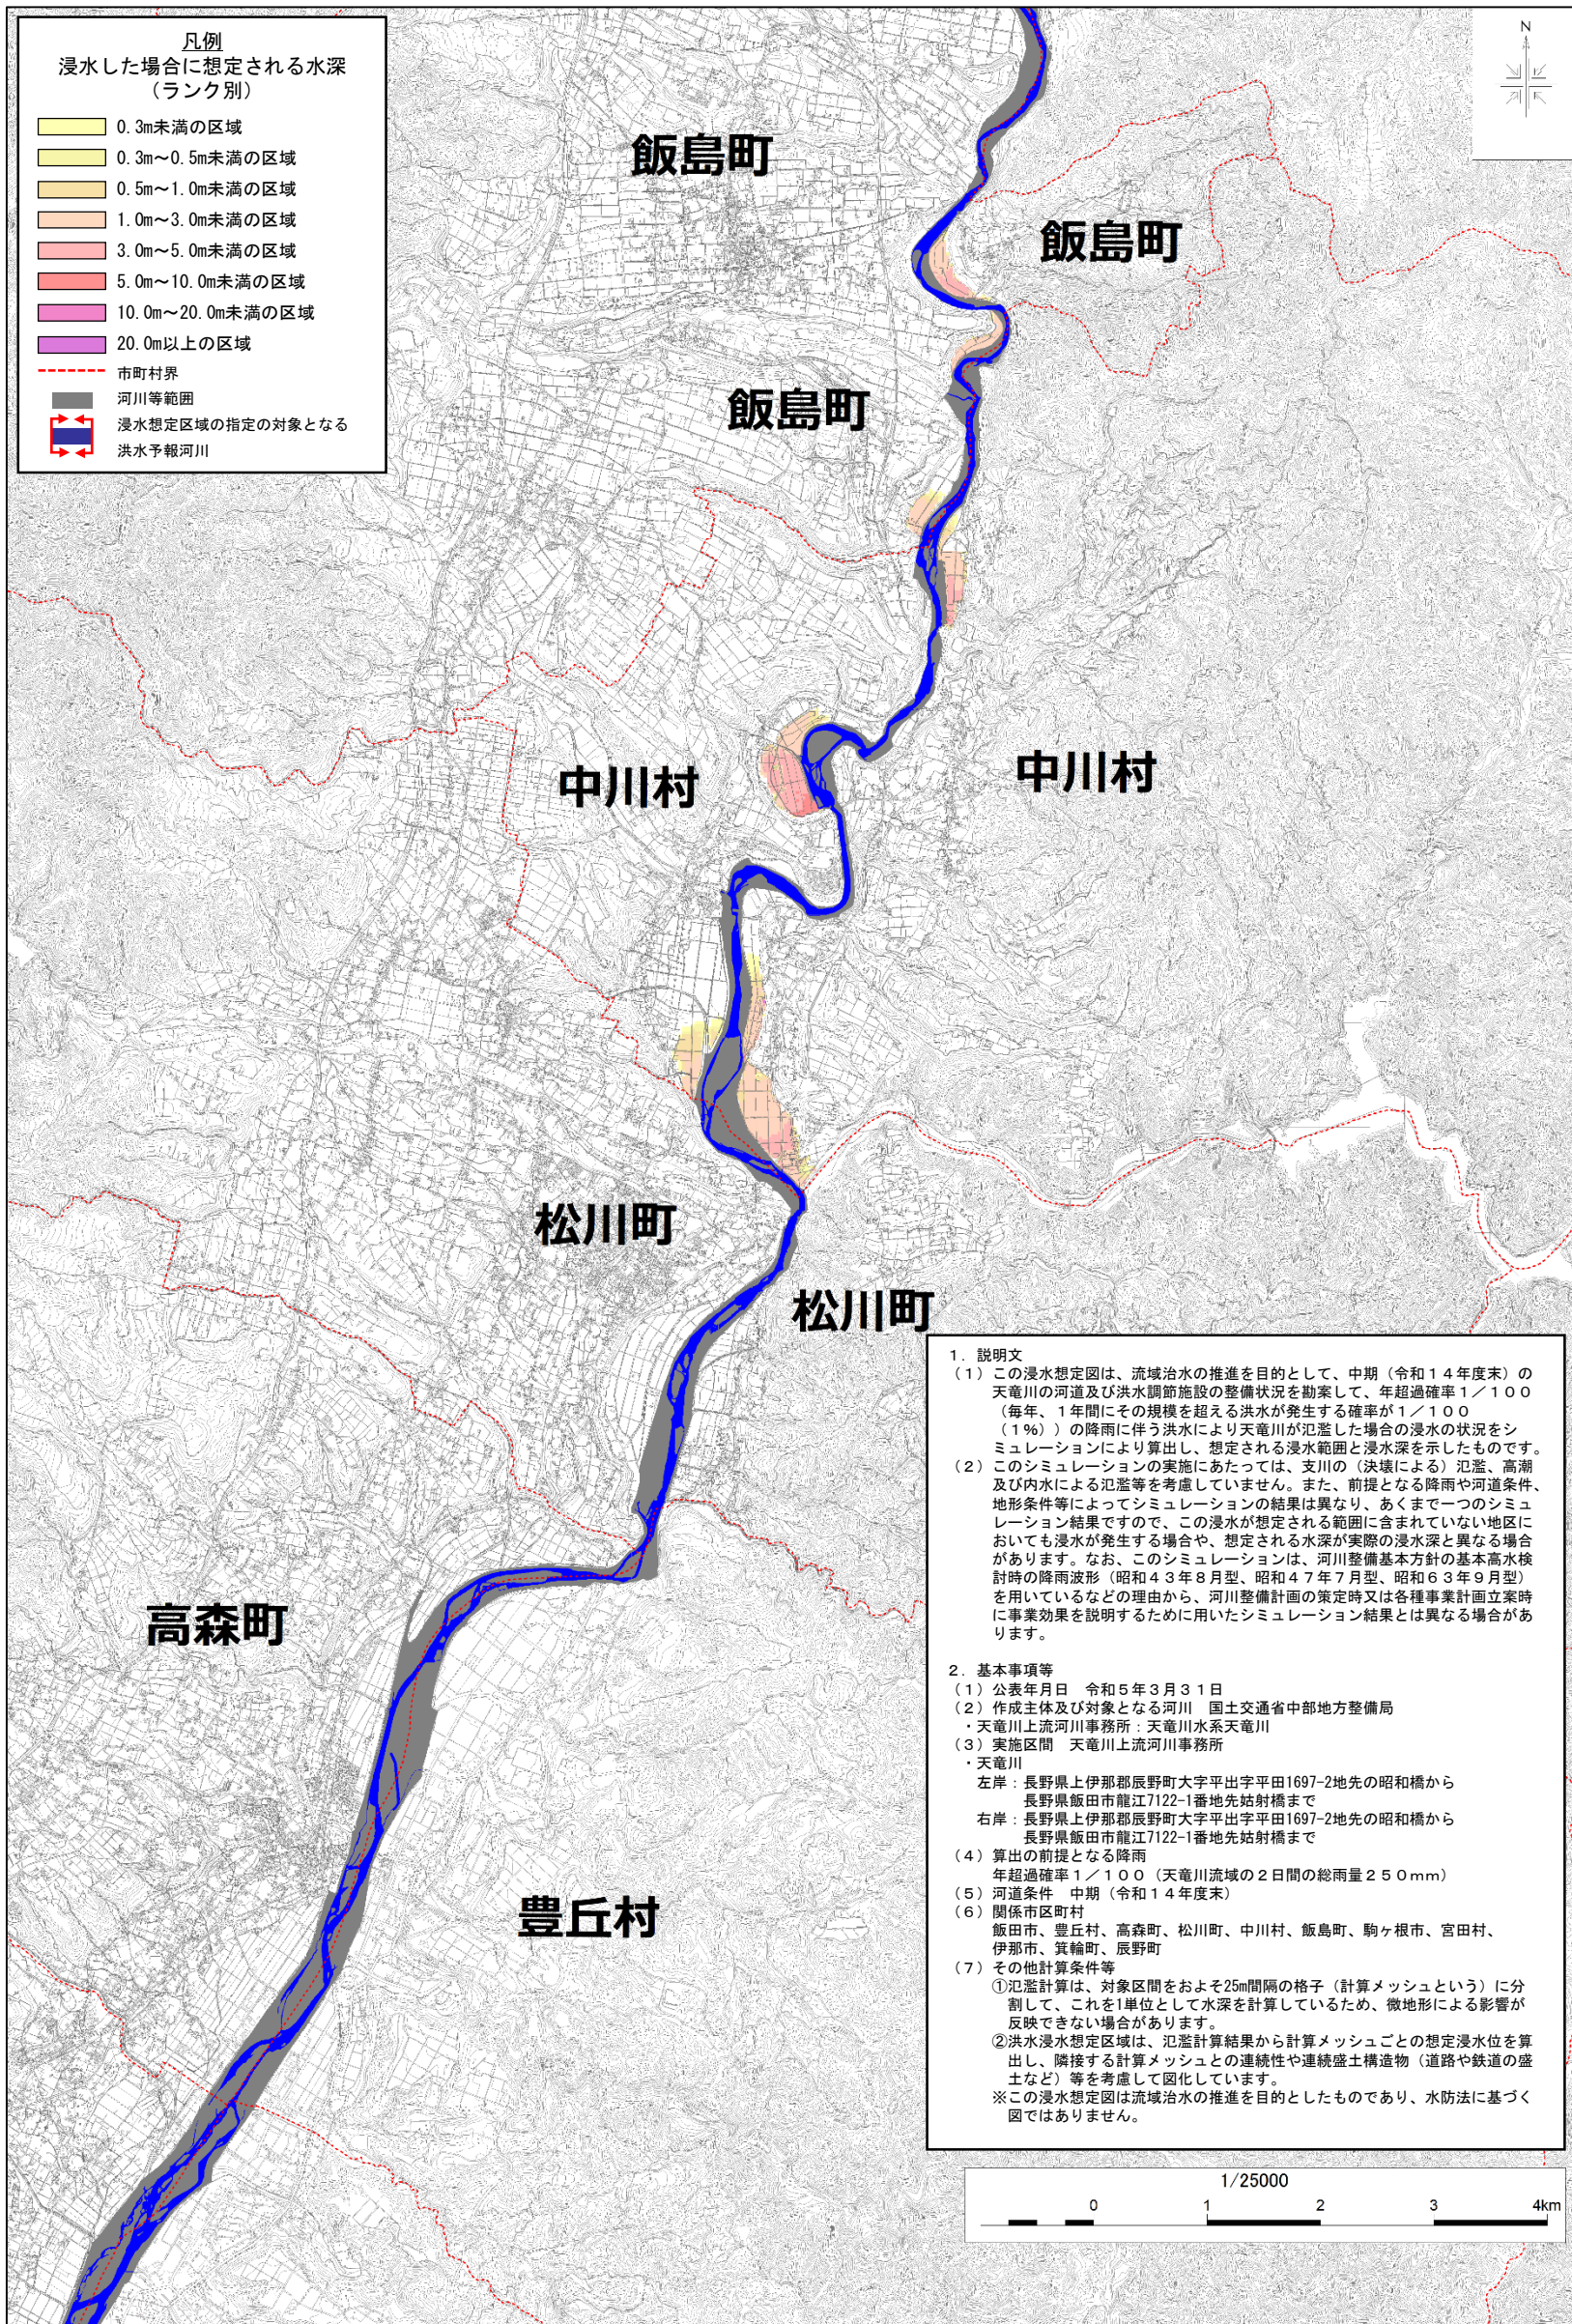 凡例
浸水した場合に想定される水深
(ランク別)
0.3m未満の区域
0.3m～0.5m未満の区域
0.5m～1.0m未満の区域
1.0m～3.0m未満の区域
3.0m～5.0m未満の区域
5.0m～10.0m未満の区域
10.0m～20.0m未満の区域
20.0m以上の区域
市町村界
河川等範囲
浸水想定区域の指定の対象となる
洪水予報河川
N
飯島町
飯島町
飯島町
中川村
中川村
松川町
松川町
高森町
豊丘村
1．説明文
（1）この浸水想定図は、流域治水の推進を目的として、中期（令和１４年度末）の
天竜川の河道及び洪水調節施設の整備状況を勘案して、年超過確率１／１００
（毎年、１年間にその規模を超える洪水が発生する確率が１／１００
（１％））の降雨に伴う洪水により天竜川が氾濫した場合の浸水の状況をシ
ミュレーションにより算出し、想定される浸水範囲と浸水深を示したものです。
（2）このシミュレーションの実施にあたっては、支川の（決壊による）氾濫、高潮
及び内水による氾濫等を考慮していません。また、前提となる降雨や河道条件、
地形条件等によってシミュレーションの結果は異なり、あくまで一つのシミュ
レーション結果ですので、この浸水が想定される範囲に含まれていない地区に
おいても浸水が発生する場合や、想定される水深が実際の浸水深と異なる場合
があります。なお、このシミュレーションは、河川整備基本方針の基本高水検
討時の降雨波形（昭和４３年８月型、昭和４７年７月型、昭和６３年９月型）
を用いているなどの理由から、河川整備計画の策定時又は各種事業計画立案時
に事業効果を説明するために用いたシミュレーション結果とは異なる場合があ
ります。
2．基本事項等
（1）公表年月日　令和５年３月３１日
（2）作成主体及び対象となる河川　国土交通省中部地方整備局
・天竜川上流河川事務所：天竜川水系天竜川
（3）実施区間　天竜川上流河川事務所
・天竜川
左岸：長野県上伊那郡辰野町大字平出字平田1697-2地先の昭和橋から
長野県飯田市龍江7122-1番地先姑射橋まで
右岸：長野県上伊那郡辰野町大字平出字平田1697-2地先の昭和橋から
長野県飯田市龍江7122-1番地先姑射橋まで
（4）算出の前提となる降雨
年超過確率１／１００（天竜川流域の２日間の総雨量２５０mm）
（5）河道条件　中期（令和１４年度末）
（6）関係市区町村
飯田市、豊丘村、高森町、松川町、中川村、飯島町、駒ヶ根市、宮田村、
伊那市、箕輪町、辰野町
（7）その他計算条件等
①氾濫計算は、対象区間をおよそ25m間隔の格子（計算メッシュという）に分
割して、これを1単位として水深を計算しているため、微地形による影響が
反映できない場合があります。
②洪水浸水想定区域は、氾濫計算結果から計算メッシュごとの想定浸水位を算
出し、隣接する計算メッシュとの連続性や連続盛土構造物（道路や鉄道の盛
土など）等を考慮して図化しています。
※この浸水想定図は流域治水の推進を目的としたものであり、水防法に基づく
図ではありません。
1/25000
0 1 2 3 4km